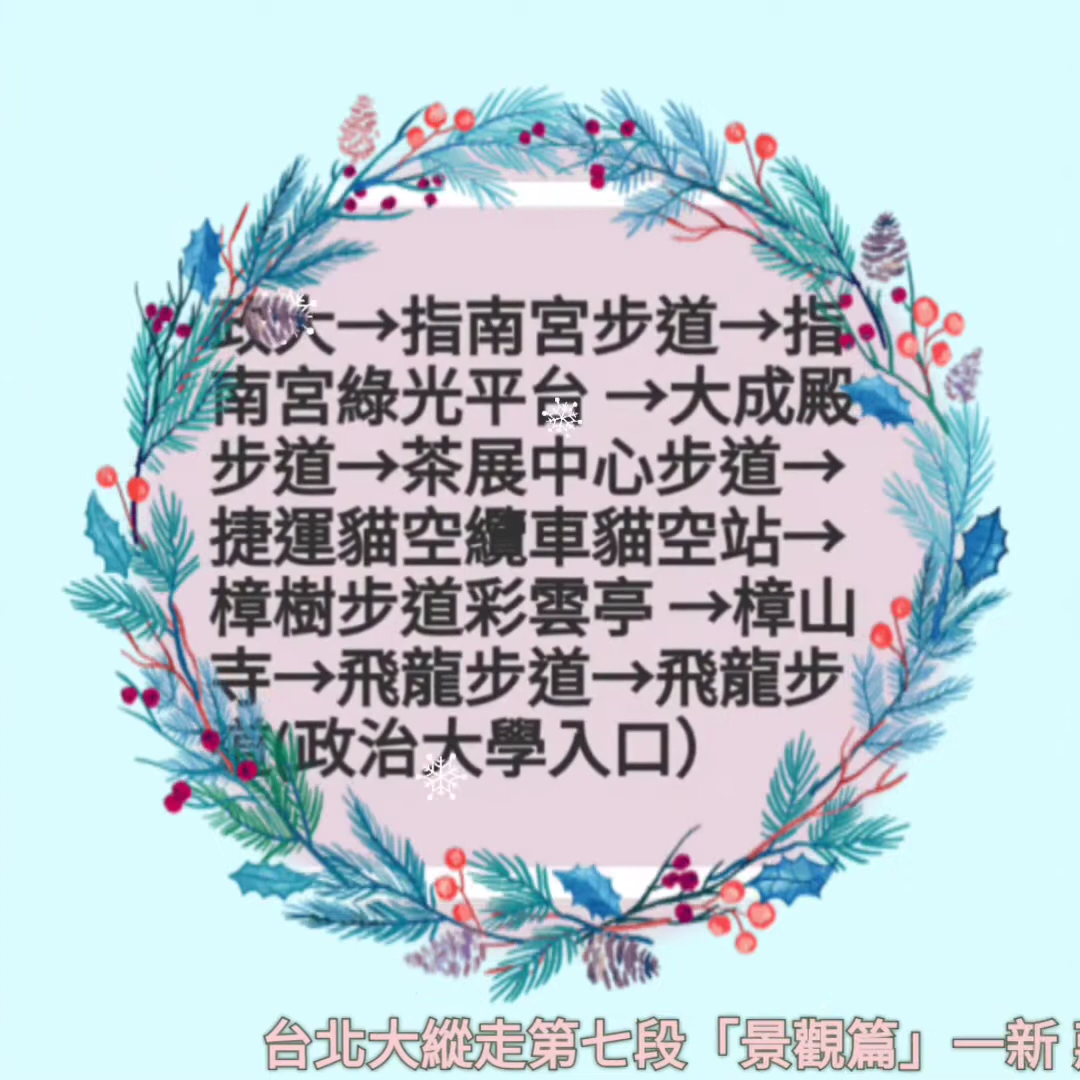 政大→指南宮步道→指
南宮綠光平台 →大成殿
步道→茶展中心步道→
捷運貓空纜車貓空站→
樟樹步道彩雲亭 →樟山
寺→飛龍步道→飛龍步
(政治大學入口)
台北大縱走第七段「景觀篇」—新